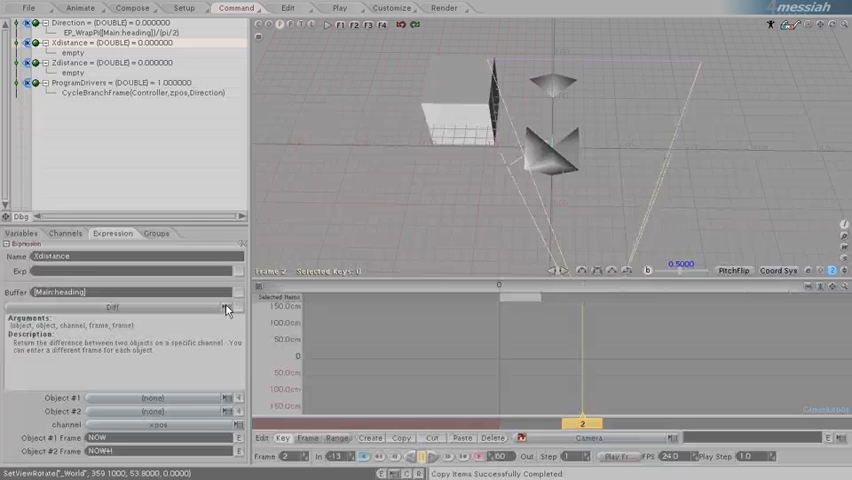 File Animate Compose Setup Command Edit Play Customize Render
4messiah
F1 F2 F3 F4
Direction = (DOUBLE) = 0.000000
EP_WrapPi([Main:heading])/(pi/2)
Xdistance = (DOUBLE) = 0.000000
empty
Zdistance = (DOUBLE) = 0.000000
empty
ProgramDrivers = (DOUBLE) = 1.000000
CycleBranchFrame(Controller,zpos,Direction)
Dbg
Variables Channels Expression Groups
Expression
Name Xdistance
Exp
Buffer [Main:heading]
Diff
Arguments:
(object, object, channel, frame, frame)
Description:
Return the difference between two objects on a specific channel. You
can enter a different frame for each object.
Object #1 (none)
Object #2 (none)
channel xpos
Object #1 Frame NOW E
Object #2 Frame NOW+1 E
Frame 2 Selected Keys: 0
b 0.5000 PitchFlip Coord Sys 2
0
Selected Items
150.0cm
100.0cm
50.0cm
0
50.0cm
100.0cm
150.0cm
2
Edit Key Frame Range Create Copy Cut Paste Delete Camera E
Frame 2 In -13 60 Out Step 1 Play Fr FPS 24.0 Play Step 1.0
SetViewRotate("_World", 359.1000, 53.8000, 0.0000) Copy Items Successfully Completed